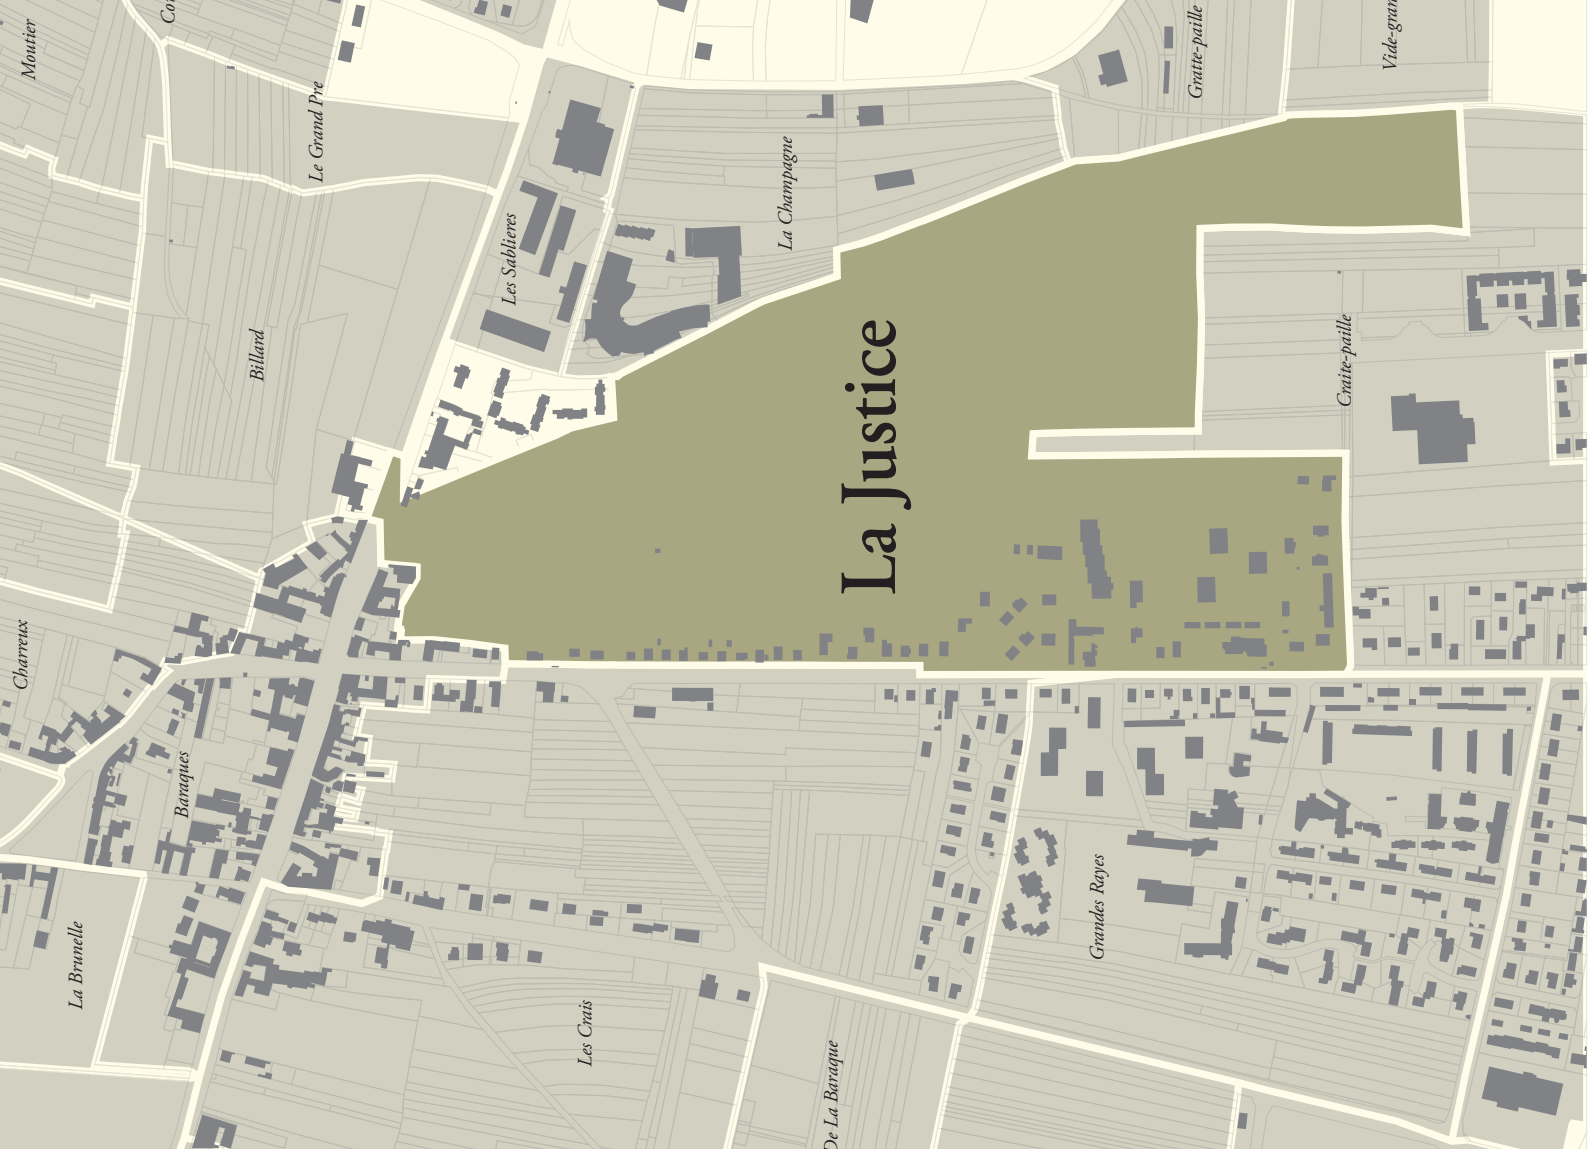 Moutier
Le Grand Pre
Gratte-paille
La Champagne
Les Sablieres
Billard
La Justice
Craite-paille
Charreux
Baraques
Grandes Rayes
La Brunelle
Les Crais
De La Baraque